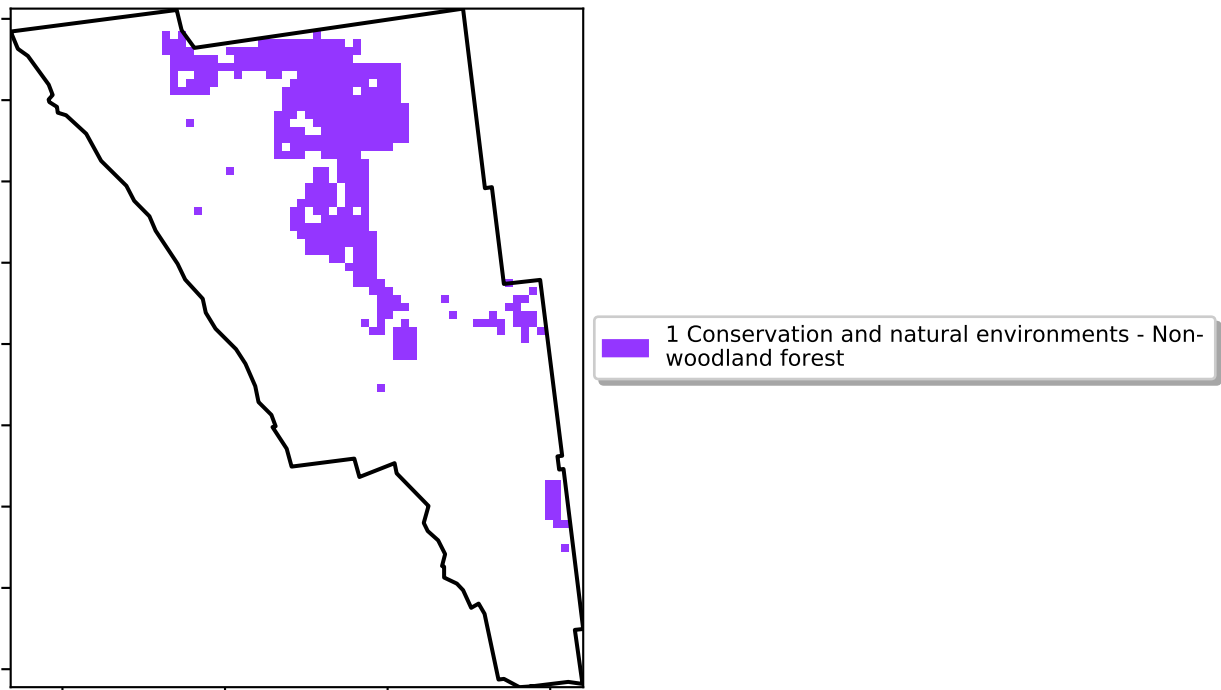 1 Conservation and natural environments - Non-
woodland forest